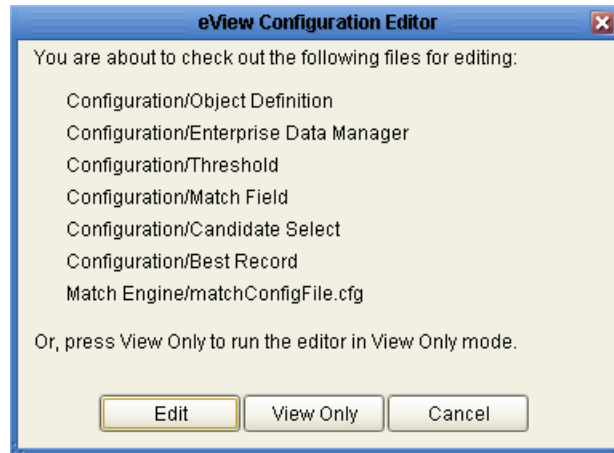 eView Configuration Editor
You are about to check out the following files for editing:
Configuration/Object Definition
Configuration/Enterprise Data Manager
Configuration/Threshold
Configuration/Match Field
Configuration/Candidate Select
Configuration/Best Record
Match Engine/matchConfigFile.cfg
Or, press View Only to run the editor in View Only mode.
Edit View Only Cancel